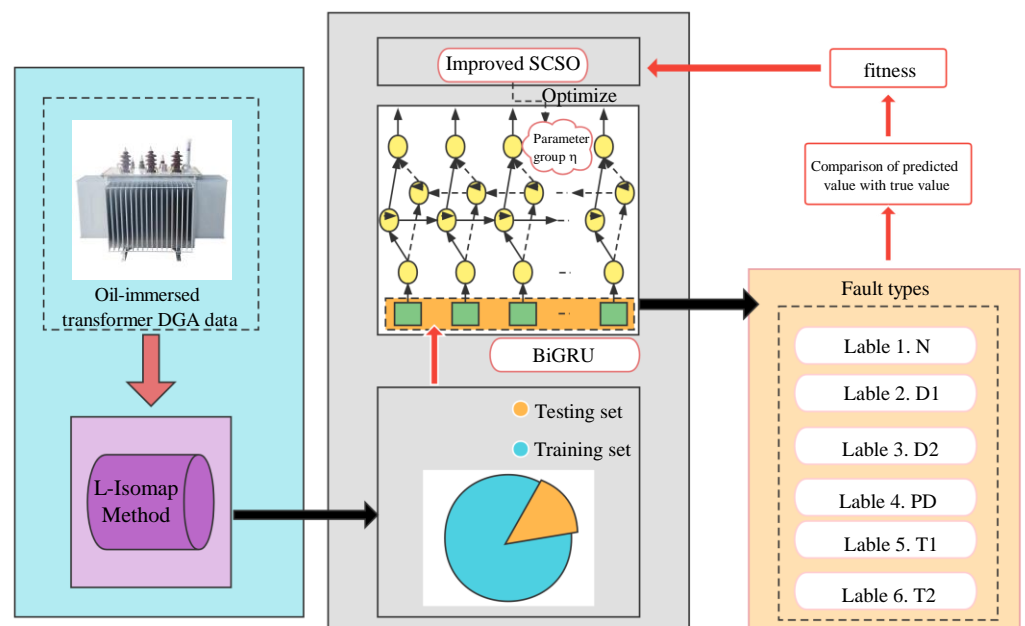 Oil-immersed
transformer DGA data
L-Isomap
Method
Improved SCSO
Optimize
Parameter
group η
BiGRU
Testing set
Training set
fitness
Comparison of predicted
value with true value
Fault types
Lable 1. N
Lable 2. D1
Lable 3. D2
Lable 4. PD
Lable 5. T1
Lable 6. T2